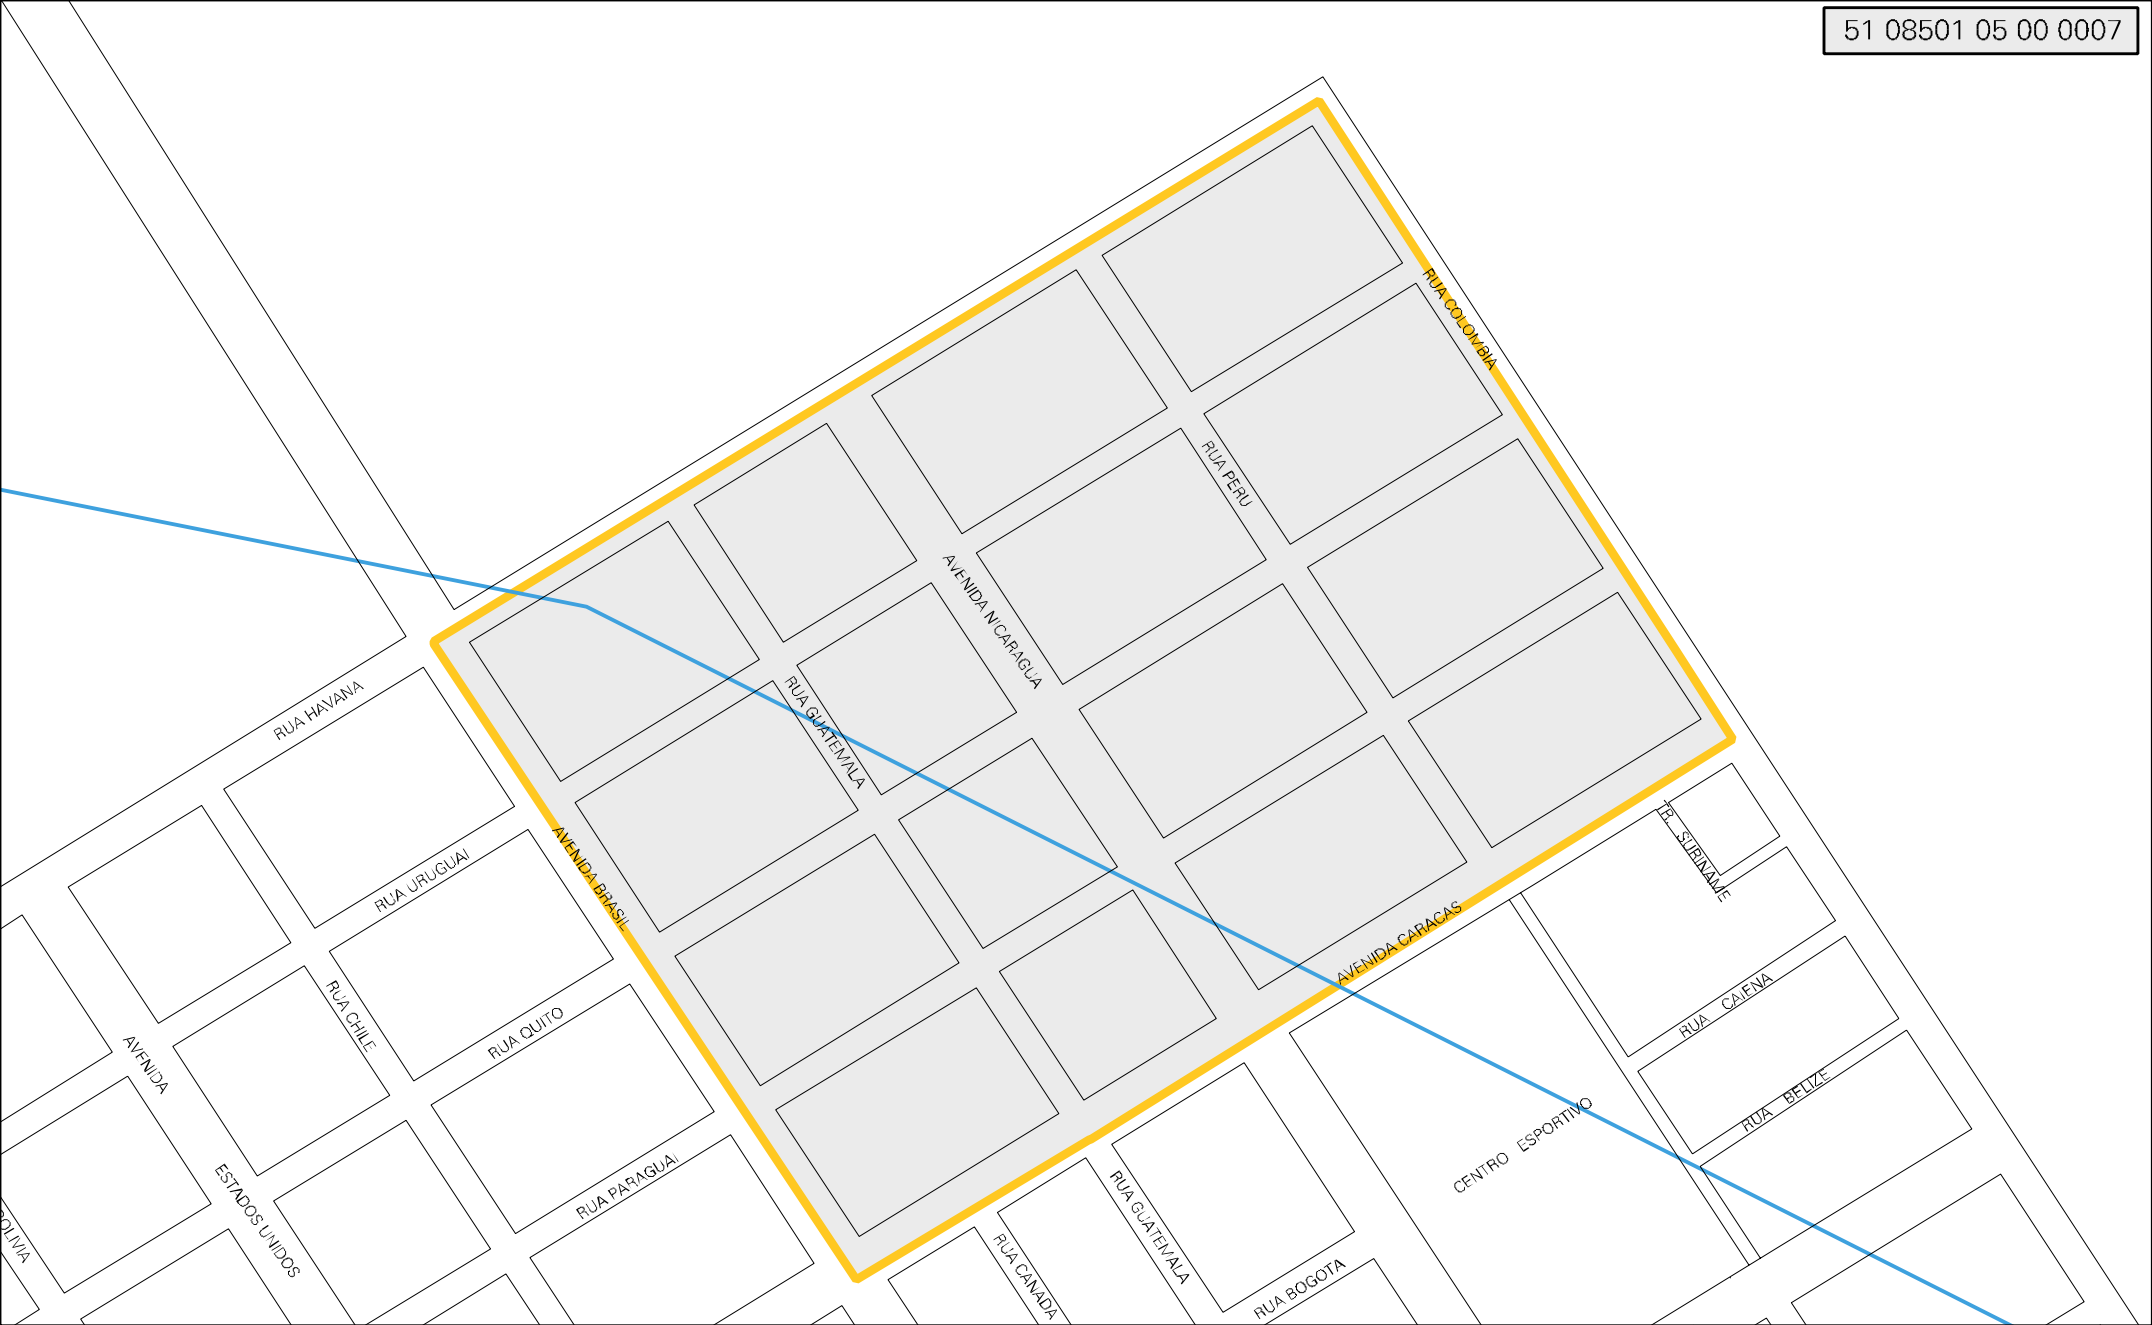 51 08501 05 00 0007
RUA COLOMBIA
RUA PERU
AVENIDA NICARAGUA
RUA GUATEMALA
RUA HAVANA
RUA URUGUAI
AVENIDA BRASIL
TR. SURINAME
AVENIDA CARACAS
RUA CHILE
RUA QUITO
RUA CAIENA
AVENIDA
RUA BELIZE
CENTRO ESPORTIVO
RUA PARAGUAI
ESTADOS UNIDOS
RUA GUATEMALA
OLIVIA
RUA CANADA
RUA BOGOTA